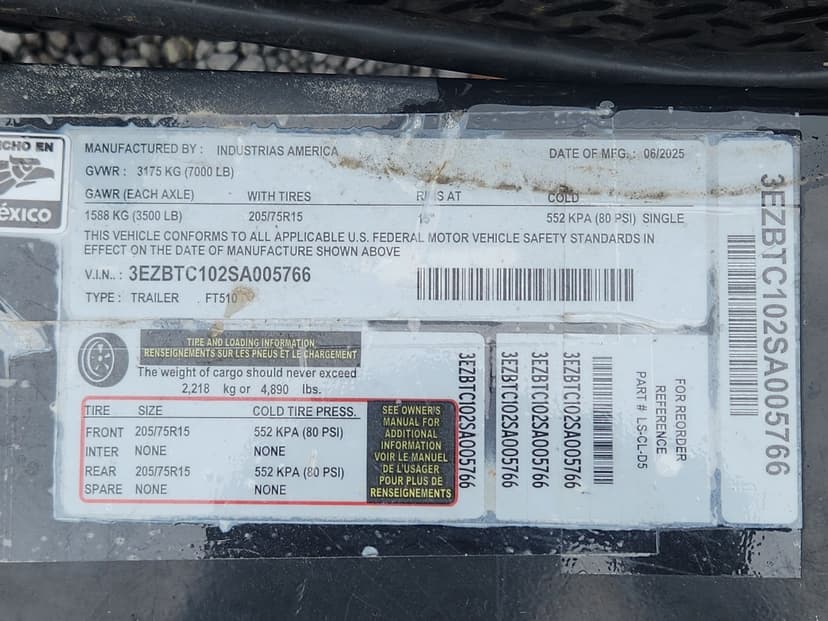 HECHO EN
México
MANUFACTURED BY : INDUSTRIAS AMERICA DATE OF MFG. : 06/2025
GVWR : 3175 KG (7000 LB)
GAWR (EACH AXLE) WITH TIRES RIMS AT COLD
1588 KG (3500 LB) 205/75R15 15" 552 KPA (80 PSI) SINGLE
THIS VEHICLE CONFORMS TO ALL APPLICABLE U.S. FEDERAL MOTOR VEHICLE SAFETY STANDARDS IN
EFFECT ON THE DATE OF MANUFACTURE SHOWN ABOVE
V.I.N.. : 3EZBTC102SA005766
TYPE : TRAILER FT510
TIRE AND LOADING INFORMATION
RENSEIGNEMENTS SUR LES PNEUS ET LE CHARGEMENT
The weight of cargo should never exceed
2,218 kg or 4,890 lbs.
TIRE SIZE COLD TIRE PRESS.
FRONT 205/75R15 552 KPA (80 PSI)
INTER NONE NONE
REAR 205/75R15 552 KPA (80 PSI)
SPARE NONE NONE
SEE OWNER'S
MANUAL FOR
ADDITIONAL
INFORMATION
VOIR LE MANUEL
DE L'USAGER
POUR PLUS DE
RENSEIGNEMENTS
3EZBTC102SA005766
3EZBTC102SA005766
3EZBTC102SA005766
3EZBTC102SA005766
FOR REORDER
REFERENCE
PART # LS-CL-D5
3EZBTC102SA005766